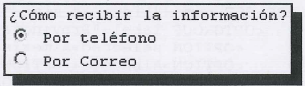 ¿Cómo recibir la información?
Por teléfono
Por Correo